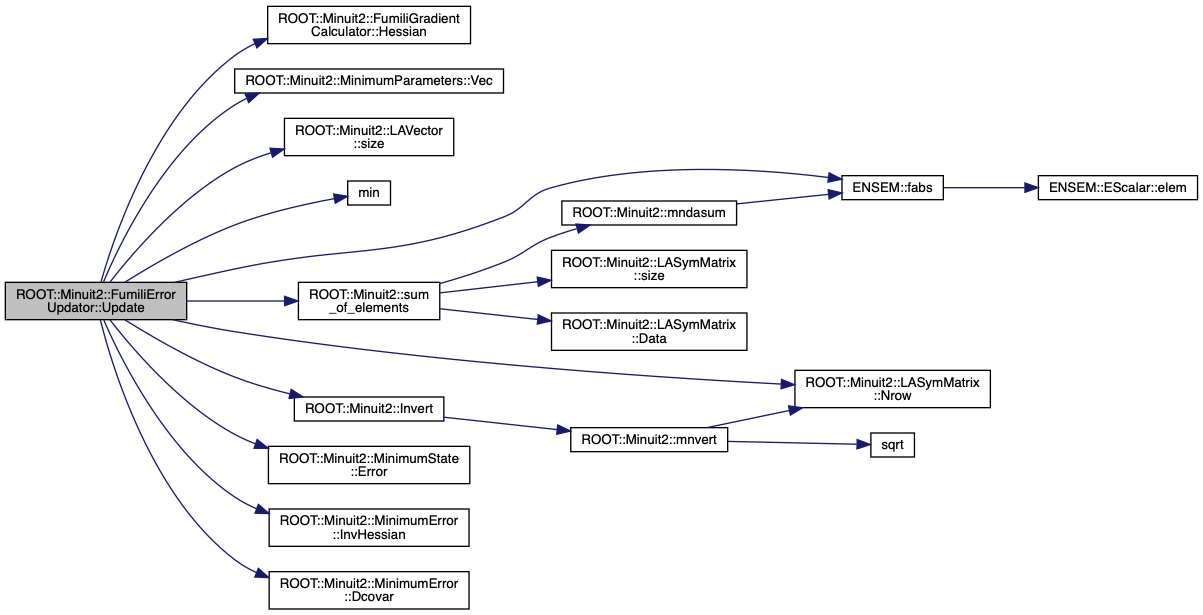 ROOT::Minuit2::FumiliError
Updator::Update
ROOT::Minuit2::FumiliGradient
Calculator::Hessian
ROOT::Minuit2::MinimumParameters::Vec
ROOT::Minuit2::LAVector
::size
min
ROOT::Minuit2::sum
_of_elements
ROOT::Minuit2::Invert
ROOT::Minuit2::MinimumState
::Error
ROOT::Minuit2::MinimumError
::InvHessian
ROOT::Minuit2::MinimumError
::Dcovar
ROOT::Minuit2::mndasum
ROOT::Minuit2::LASymMatrix
::size
ROOT::Minuit2::LASymMatrix
::Data
ROOT::Minuit2::mnvert
ENSEM::fabs
ROOT::Minuit2::LASymMatrix
::Nrow
sqrt
ENSEM::EScalar::elem